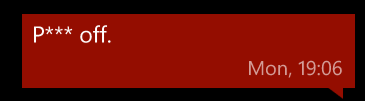 P*** off.
Mon, 19:06